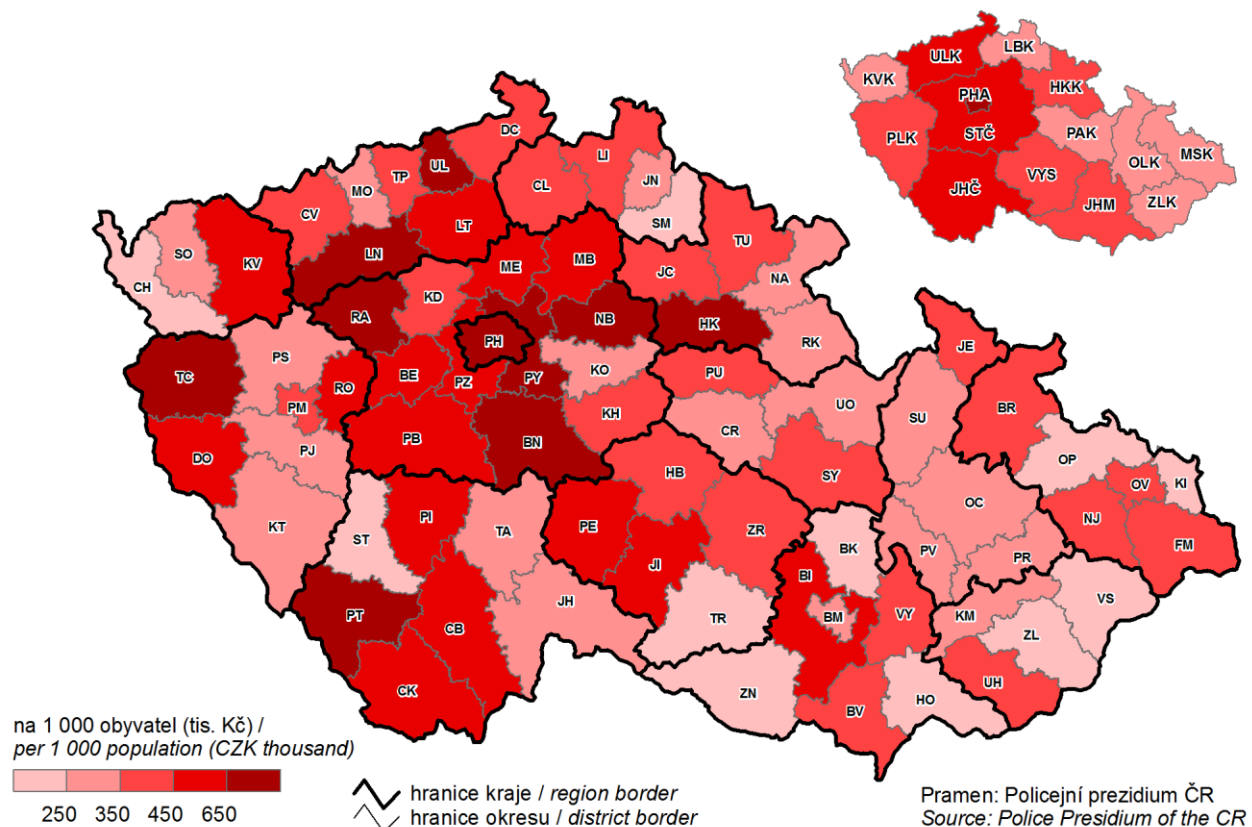 ULK
LBK
KVK
HKK
PHA
PLK
STČ
PAK
OLK
MSK
JHČ
VYS
JHM
ZLK
DC
UL
LI
TP
MO
CL
JN
CV
LT
SM
SO
KV
LN
TU
ME
MB
JC
CH
NA
KD
RA
NB
HK
PH
RK
JE
PS
TC
BE
PZ
PY
KO
PU
RO
PM
KH
UO
SU
BR
PB
CR
BN
PJ
DO
OP
HB
SY
OV
KI
OC
KT
PI
TA
PE
ZR
NJ
ST
BK
PV
PR
FM
JI
BI
VS
JH
PT
TR
BM
VY
KM
CB
ZL
UH
CK
ZN
HO
BV
na 1 000 obyvatel (tis. Kč) /
per 1 000 population (CZK thousand)
250 350 450 650
hranice kraje / region border
hranice okresu / district border
Pramen: Policejní prezidium ČR
Source: Police Presidium of the CR